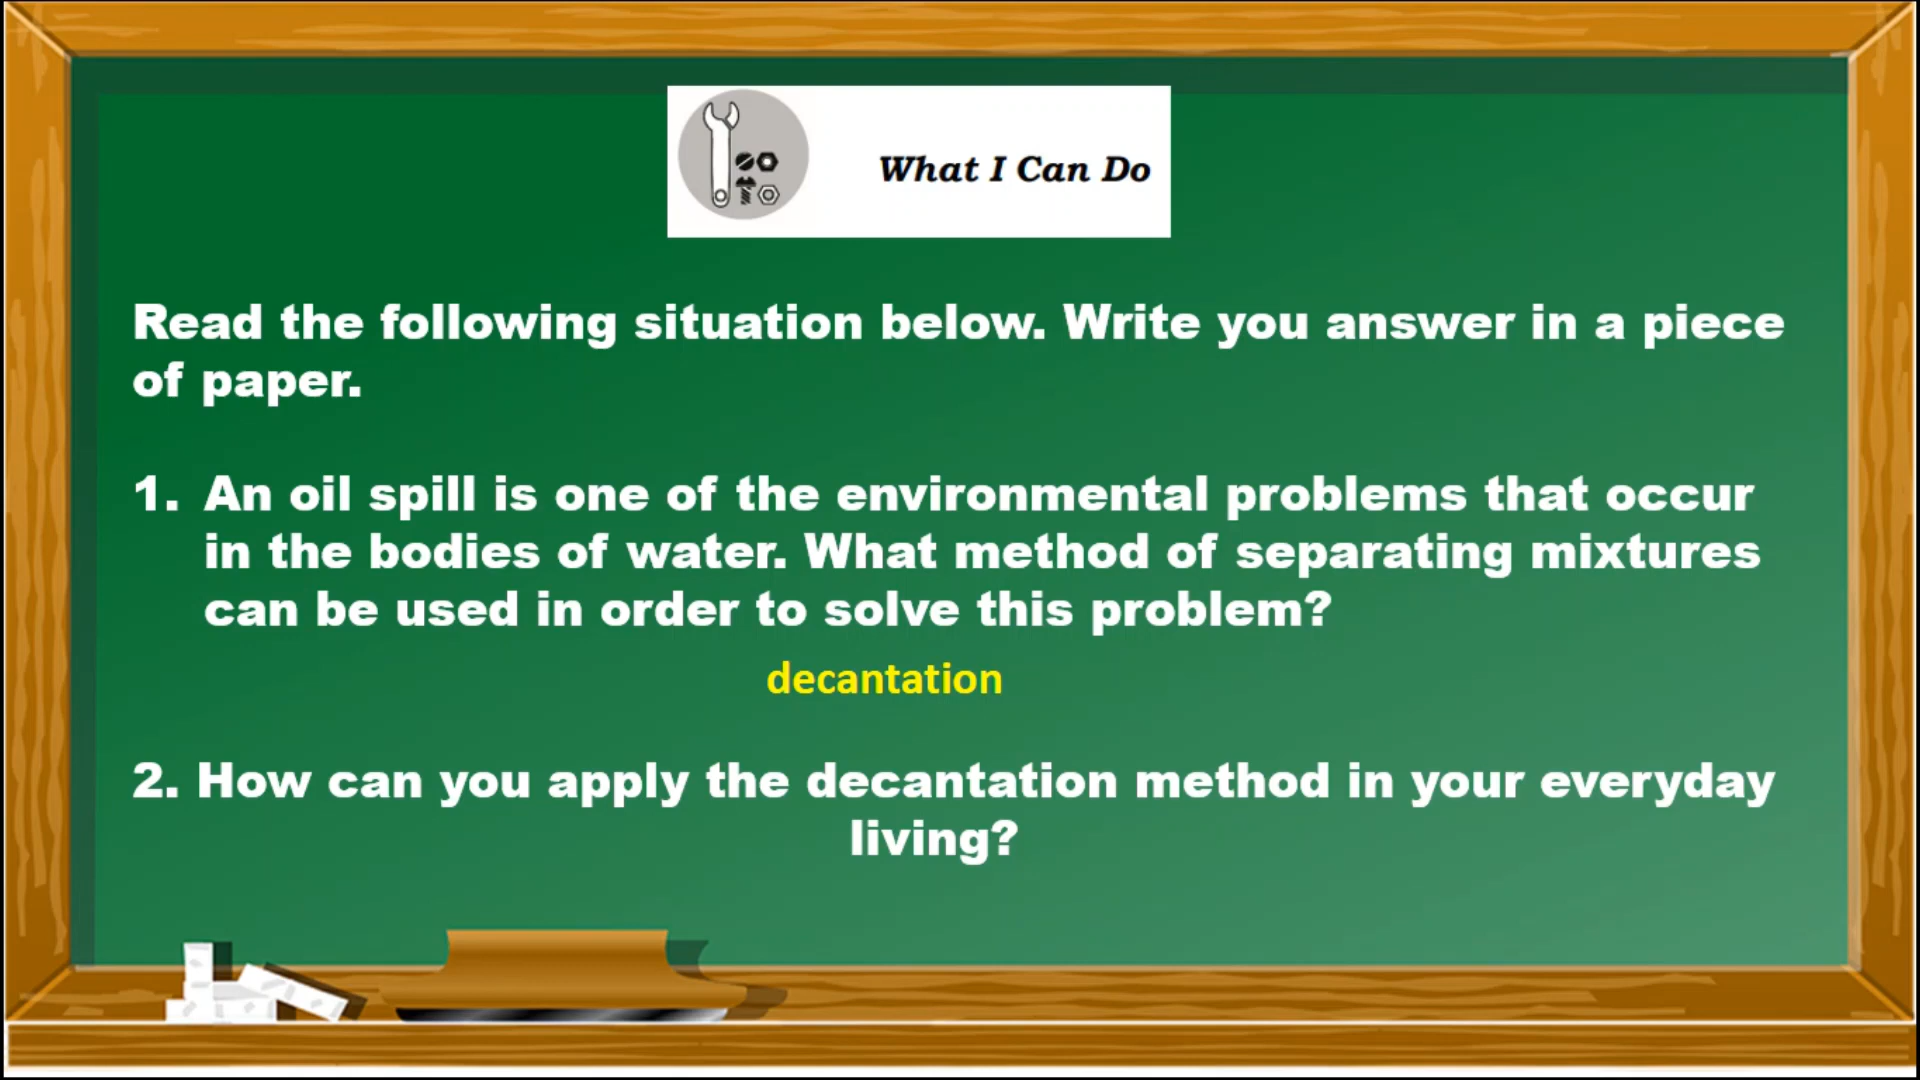 What I Can Do
Read the following situation below. Write you answer in a piece
of paper.
1. An oil spill is one of the environmental problems that occur
in the bodies of water. What method of separating mixtures
can be used in order to solve this problem?
decantation
2. How can you apply the decantation method in your everyday
living?